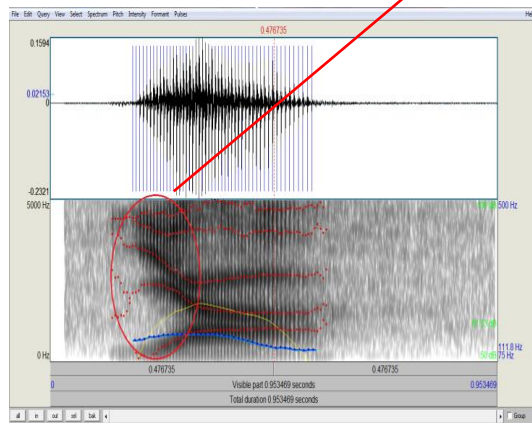 File Edit Query View Select Spectrum Pitch Intensity Formant Pulses Hel
0.476735
0.1594
0.02153
0
-0.2321
5000 Hz
500 Hz
0 Hz
111.8 Hz
75 Hz
0.476735 0.476735
0 Visible part 0.953469 seconds 0.953469
Total duration 0.953469 seconds
all in out sel bak Group